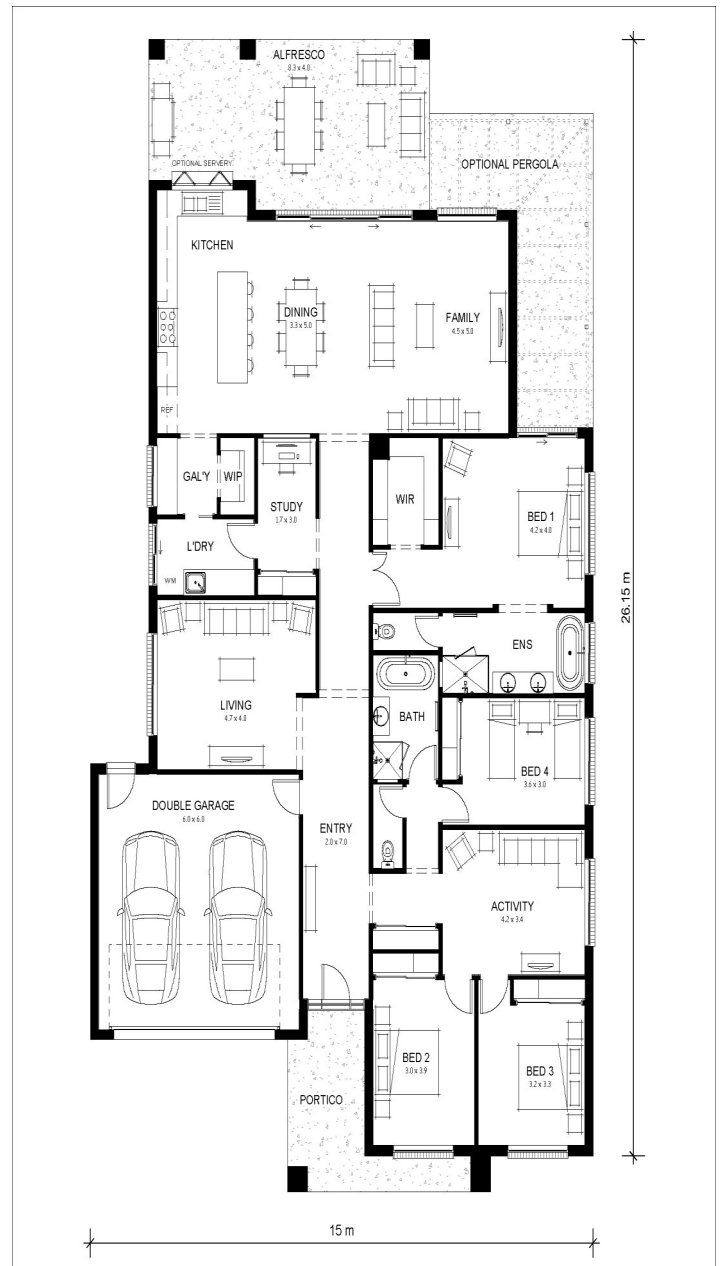 ALFRESCO
8.3 x 4.0
OPTIONAL SERVERY
OPTIONAL PERGOLA
KITCHEN
DINING
3.3 x 5.0
FAMILY
4.5 x 5.0
REF
GAL'Y
WIP
STUDY
1.7 x 3.0
WIR
BED 1
4.2 x 4.0
L'DRY
WM
ENS
LIVING
4.7 x 4.0
BATH
BED 4
3.6 x 3.0
DOUBLE GARAGE
6.0 x 6.0
ENTRY
2.0 x 7.0
ACTIVITY
4.2 x 3.4
BED 2
3.0 x 3.9
BED 3
3.2 x 3.3
PORTICO
26.15 m
15 m